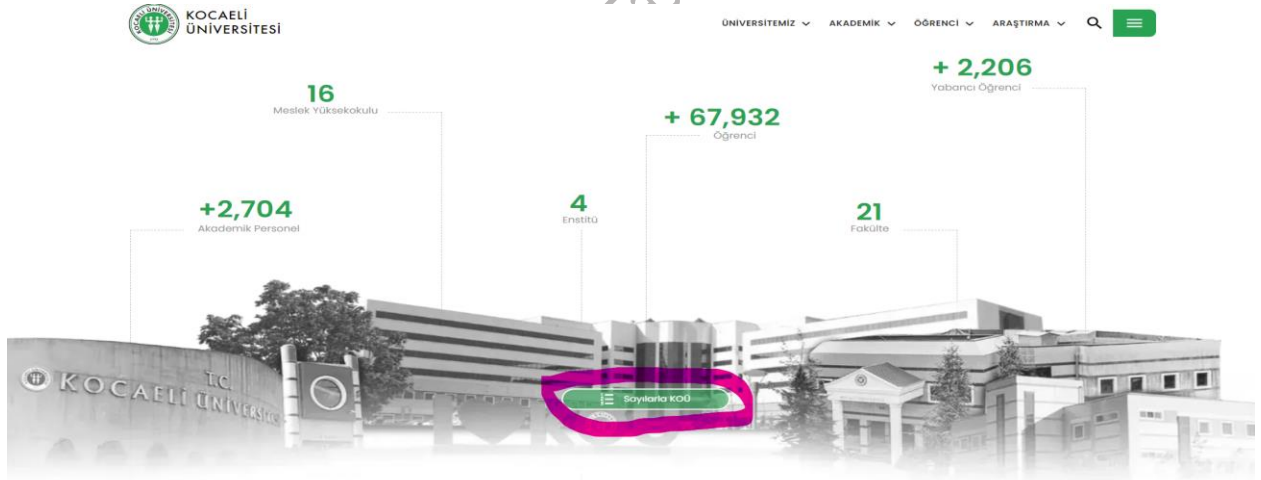 KOCAELİ
ÜNİVERSİTESİ
ÜNİVERSİTEMİZ
AKADEMİK
ÖĞRENCİ
ARAŞTIRMA
+ 2,206
Yabancı Öğrenci
16
Meslek Yüksekokulu
+ 67,932
Öğrenci
+2,704
Akademik Personel
4
Enstitü
21
Fakülte
T.C.
KOCAELİ ÜNİVERSİTESİ
Sayılarla KOÜ
KOÜ